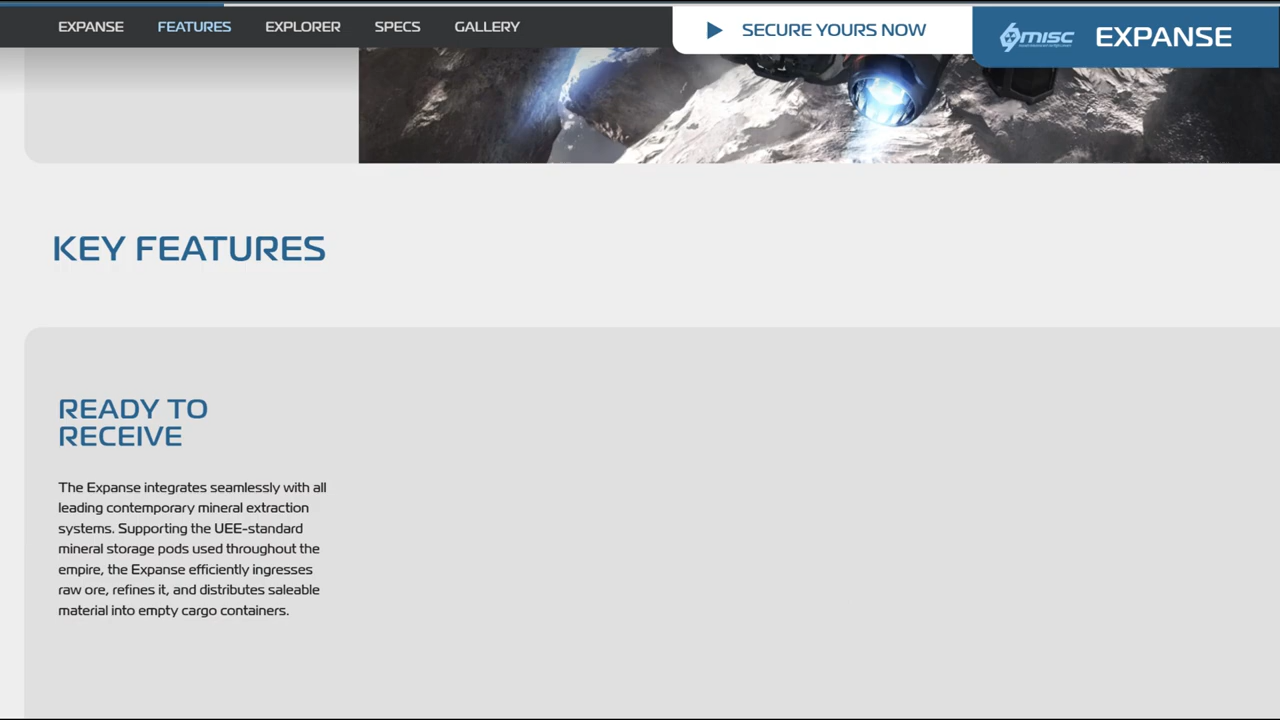 EXPANSE FEATURES EXPLORER SPECS GALLERY
SECURE YOURS NOW
misc EXPANSE
KEY FEATURES
READY TO
RECEIVE
The Expanse integrates seamlessly with all
leading contemporary mineral extraction
systems. Supporting the UEE-standard
mineral storage pods used throughout the
empire, the Expanse efficiently ingresses
raw ore, refines it, and distributes saleable
material into empty cargo containers.